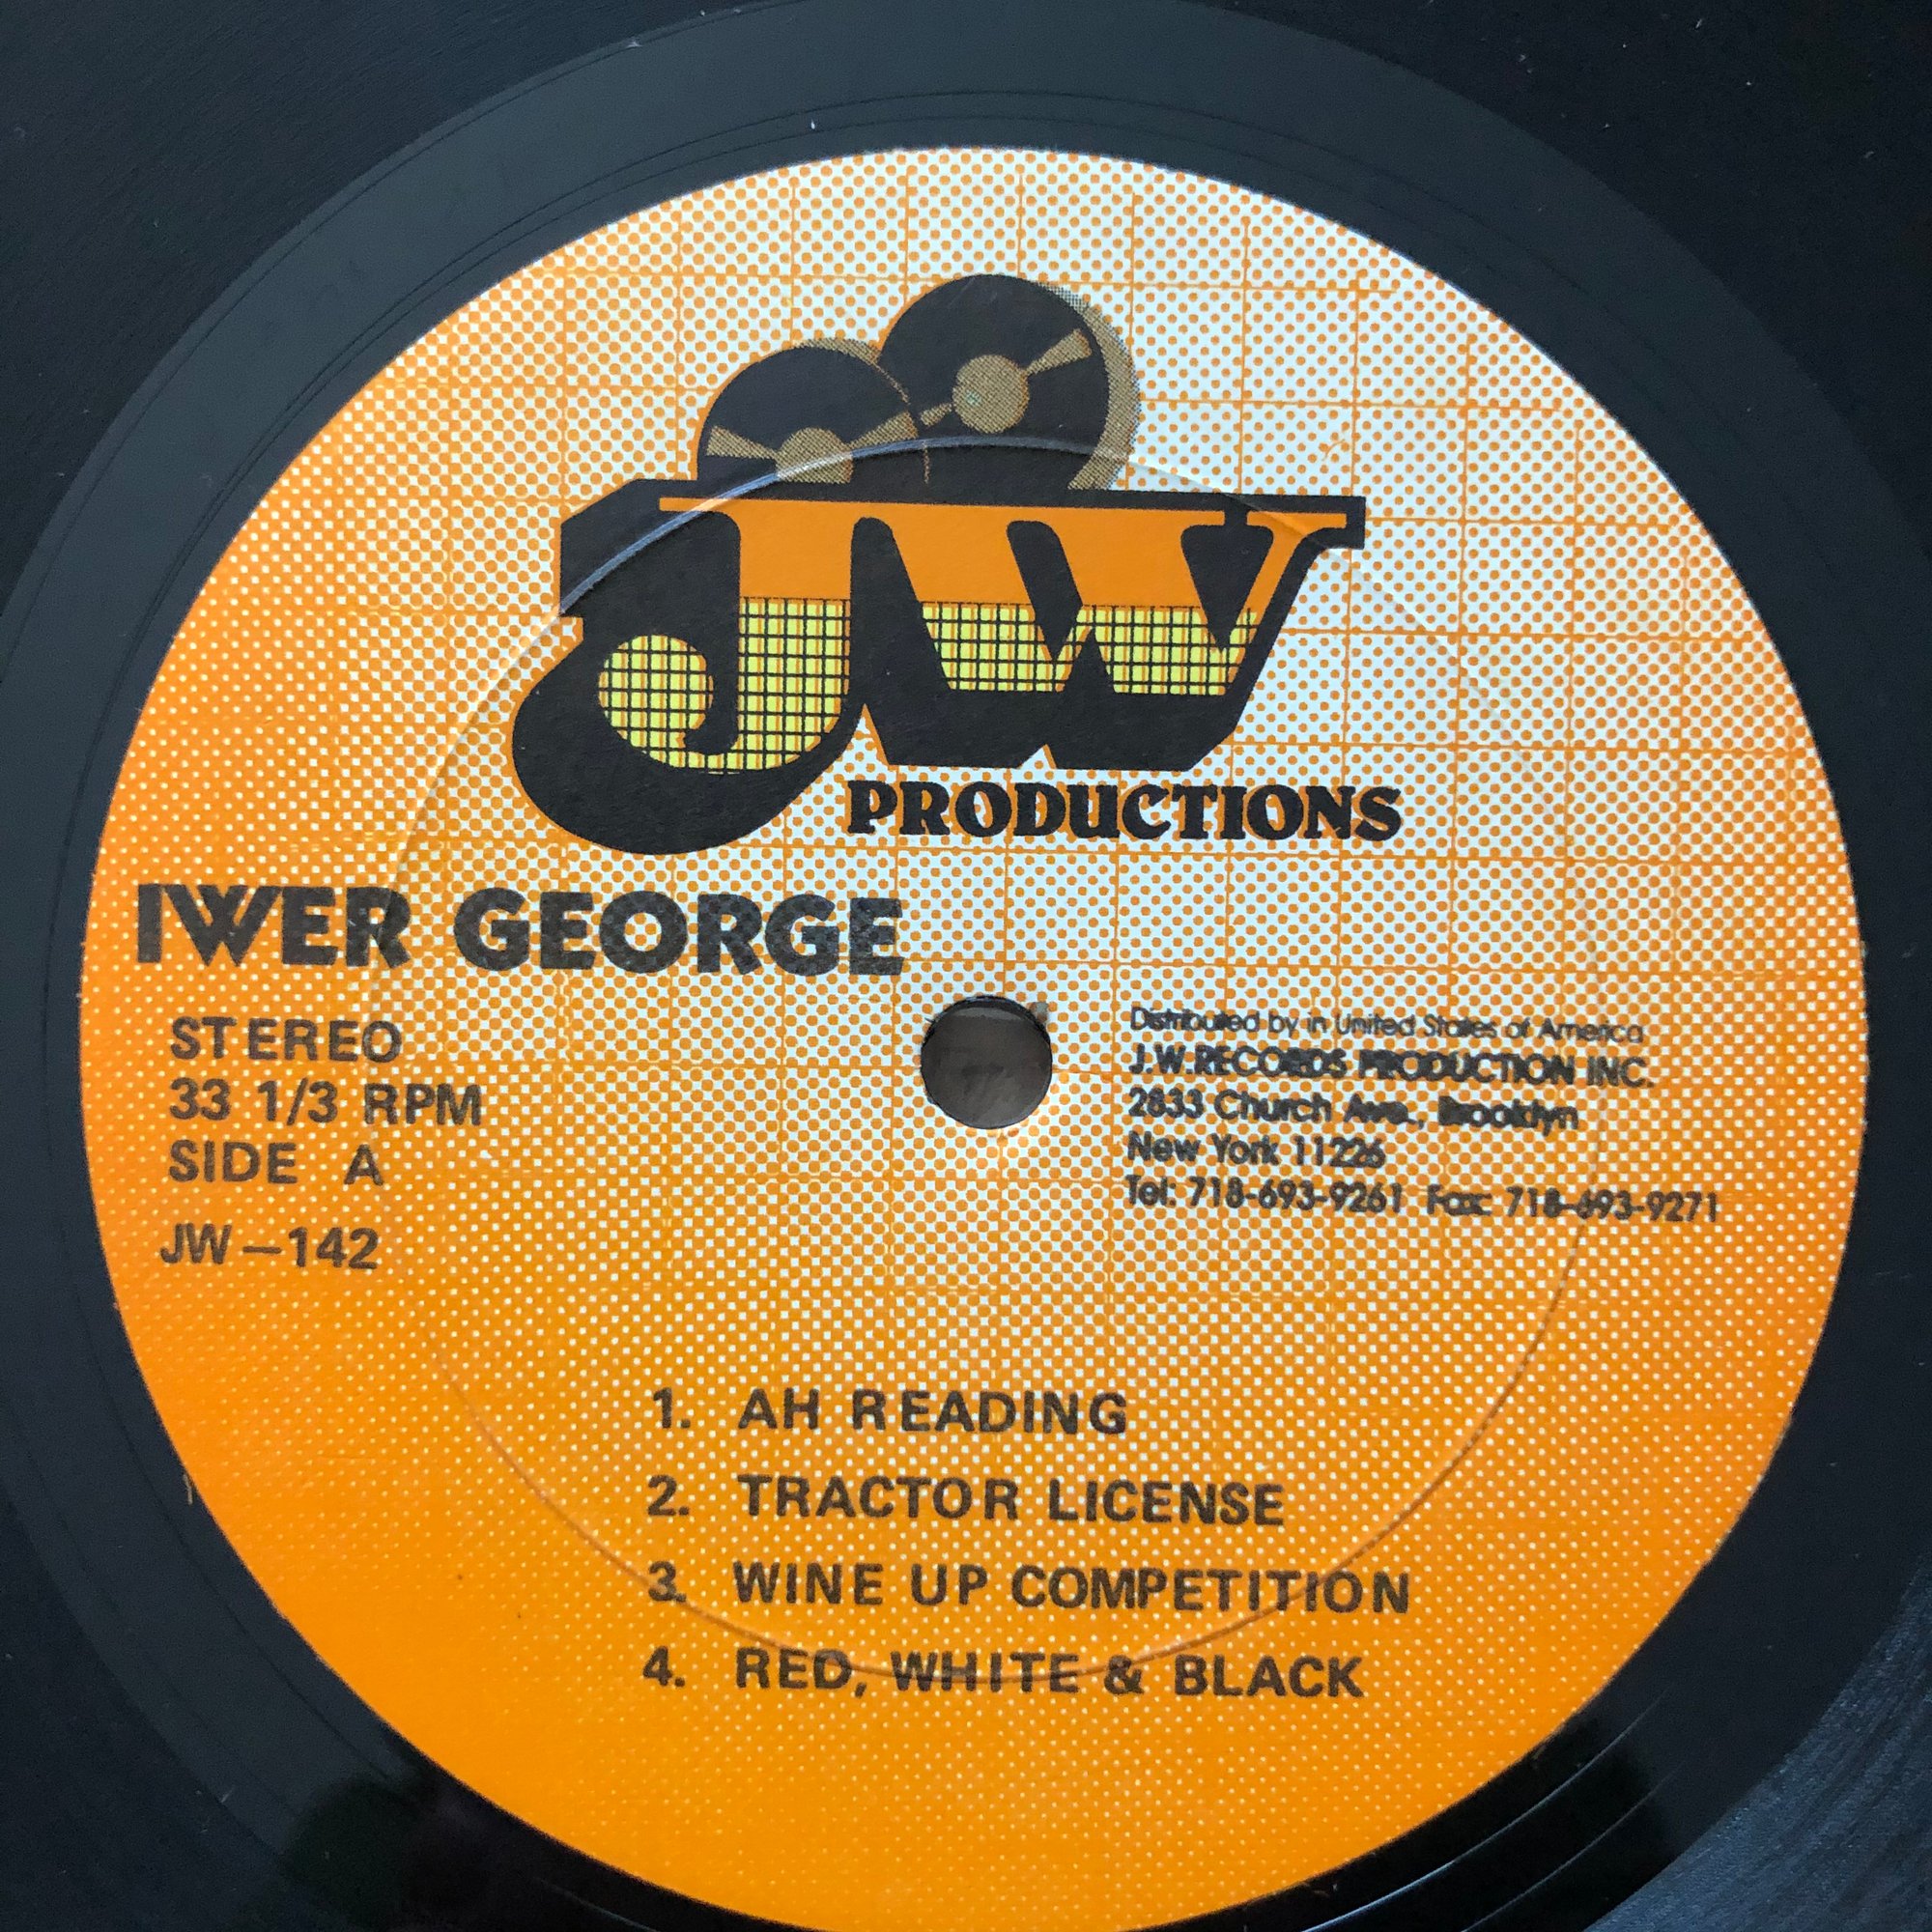 JW
PRODUCTIONS
IWER GEORGE
STEREO
33 1/3 RPM
SIDE A
JW-142
Distributed by in United States of America
J.W.RECORDS PRODUCTION INC.
2833 Church Ave., Brooklyn
New York 11226
Tel: 718-693-9261 Fax: 718-693-9271
1. AH READING
2. TRACTOR LICENSE
3. WINE UP COMPETITION
4. RED, WHITE & BLACK